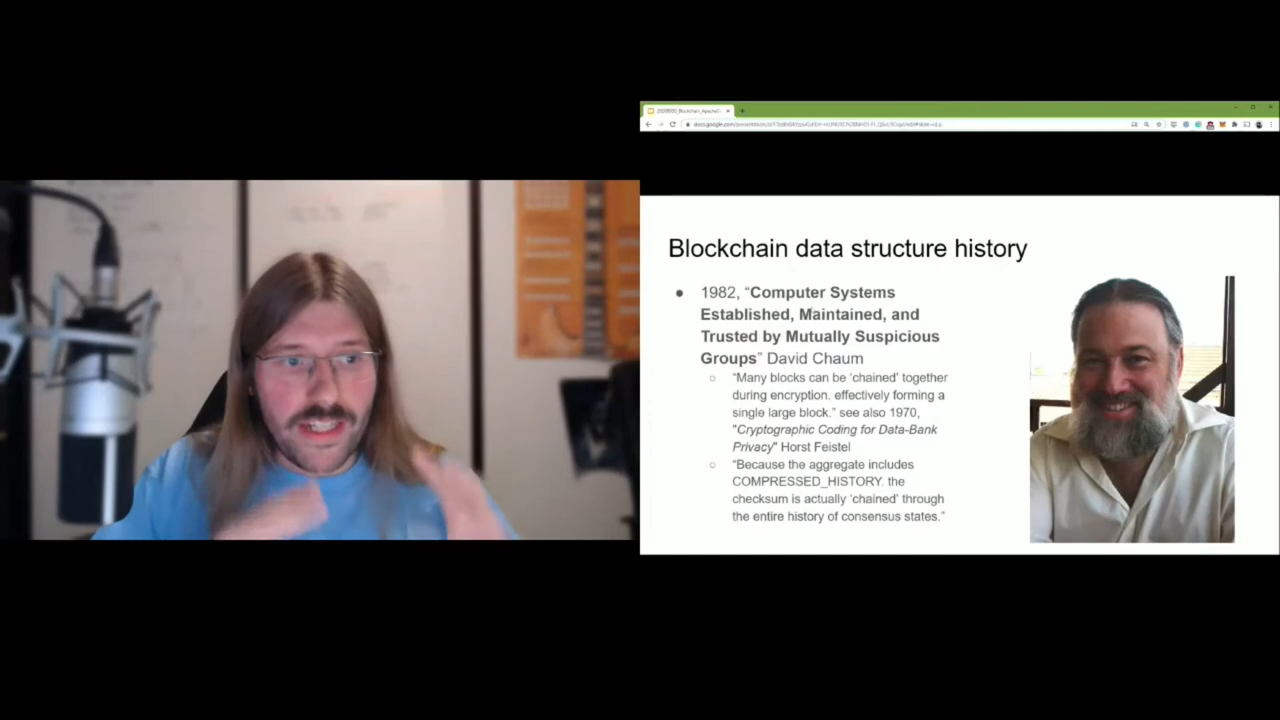 Blockchain data structure history
● 1982, “Computer Systems
Established, Maintained, and
Trusted by Mutually Suspicious
Groups” David Chaum
○ “Many blocks can be ‘chained’ together
during encryption. effectively forming a
single large block.” see also 1970,
"Cryptographic Coding for Data-Bank
Privacy" Horst Feistel
○ “Because the aggregate includes
COMPRESSED_HISTORY. the
checksum is actually ‘chained’ through
the entire history of consensus states.”